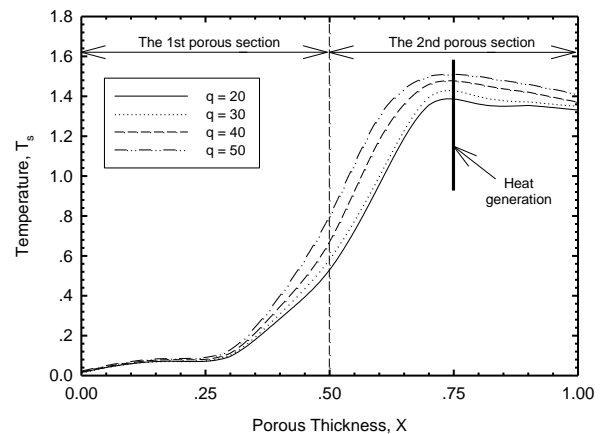 1.8
1.6
1.4
1.2
1.0
.8
.6
.4
.2
0.0
Temperature, Tₛ
The 1st porous section
The 2nd porous section
q = 20
q = 30
q = 40
q = 50
Heat
generation
0.00
.25
.50
.75
1.00
Porous Thickness, X